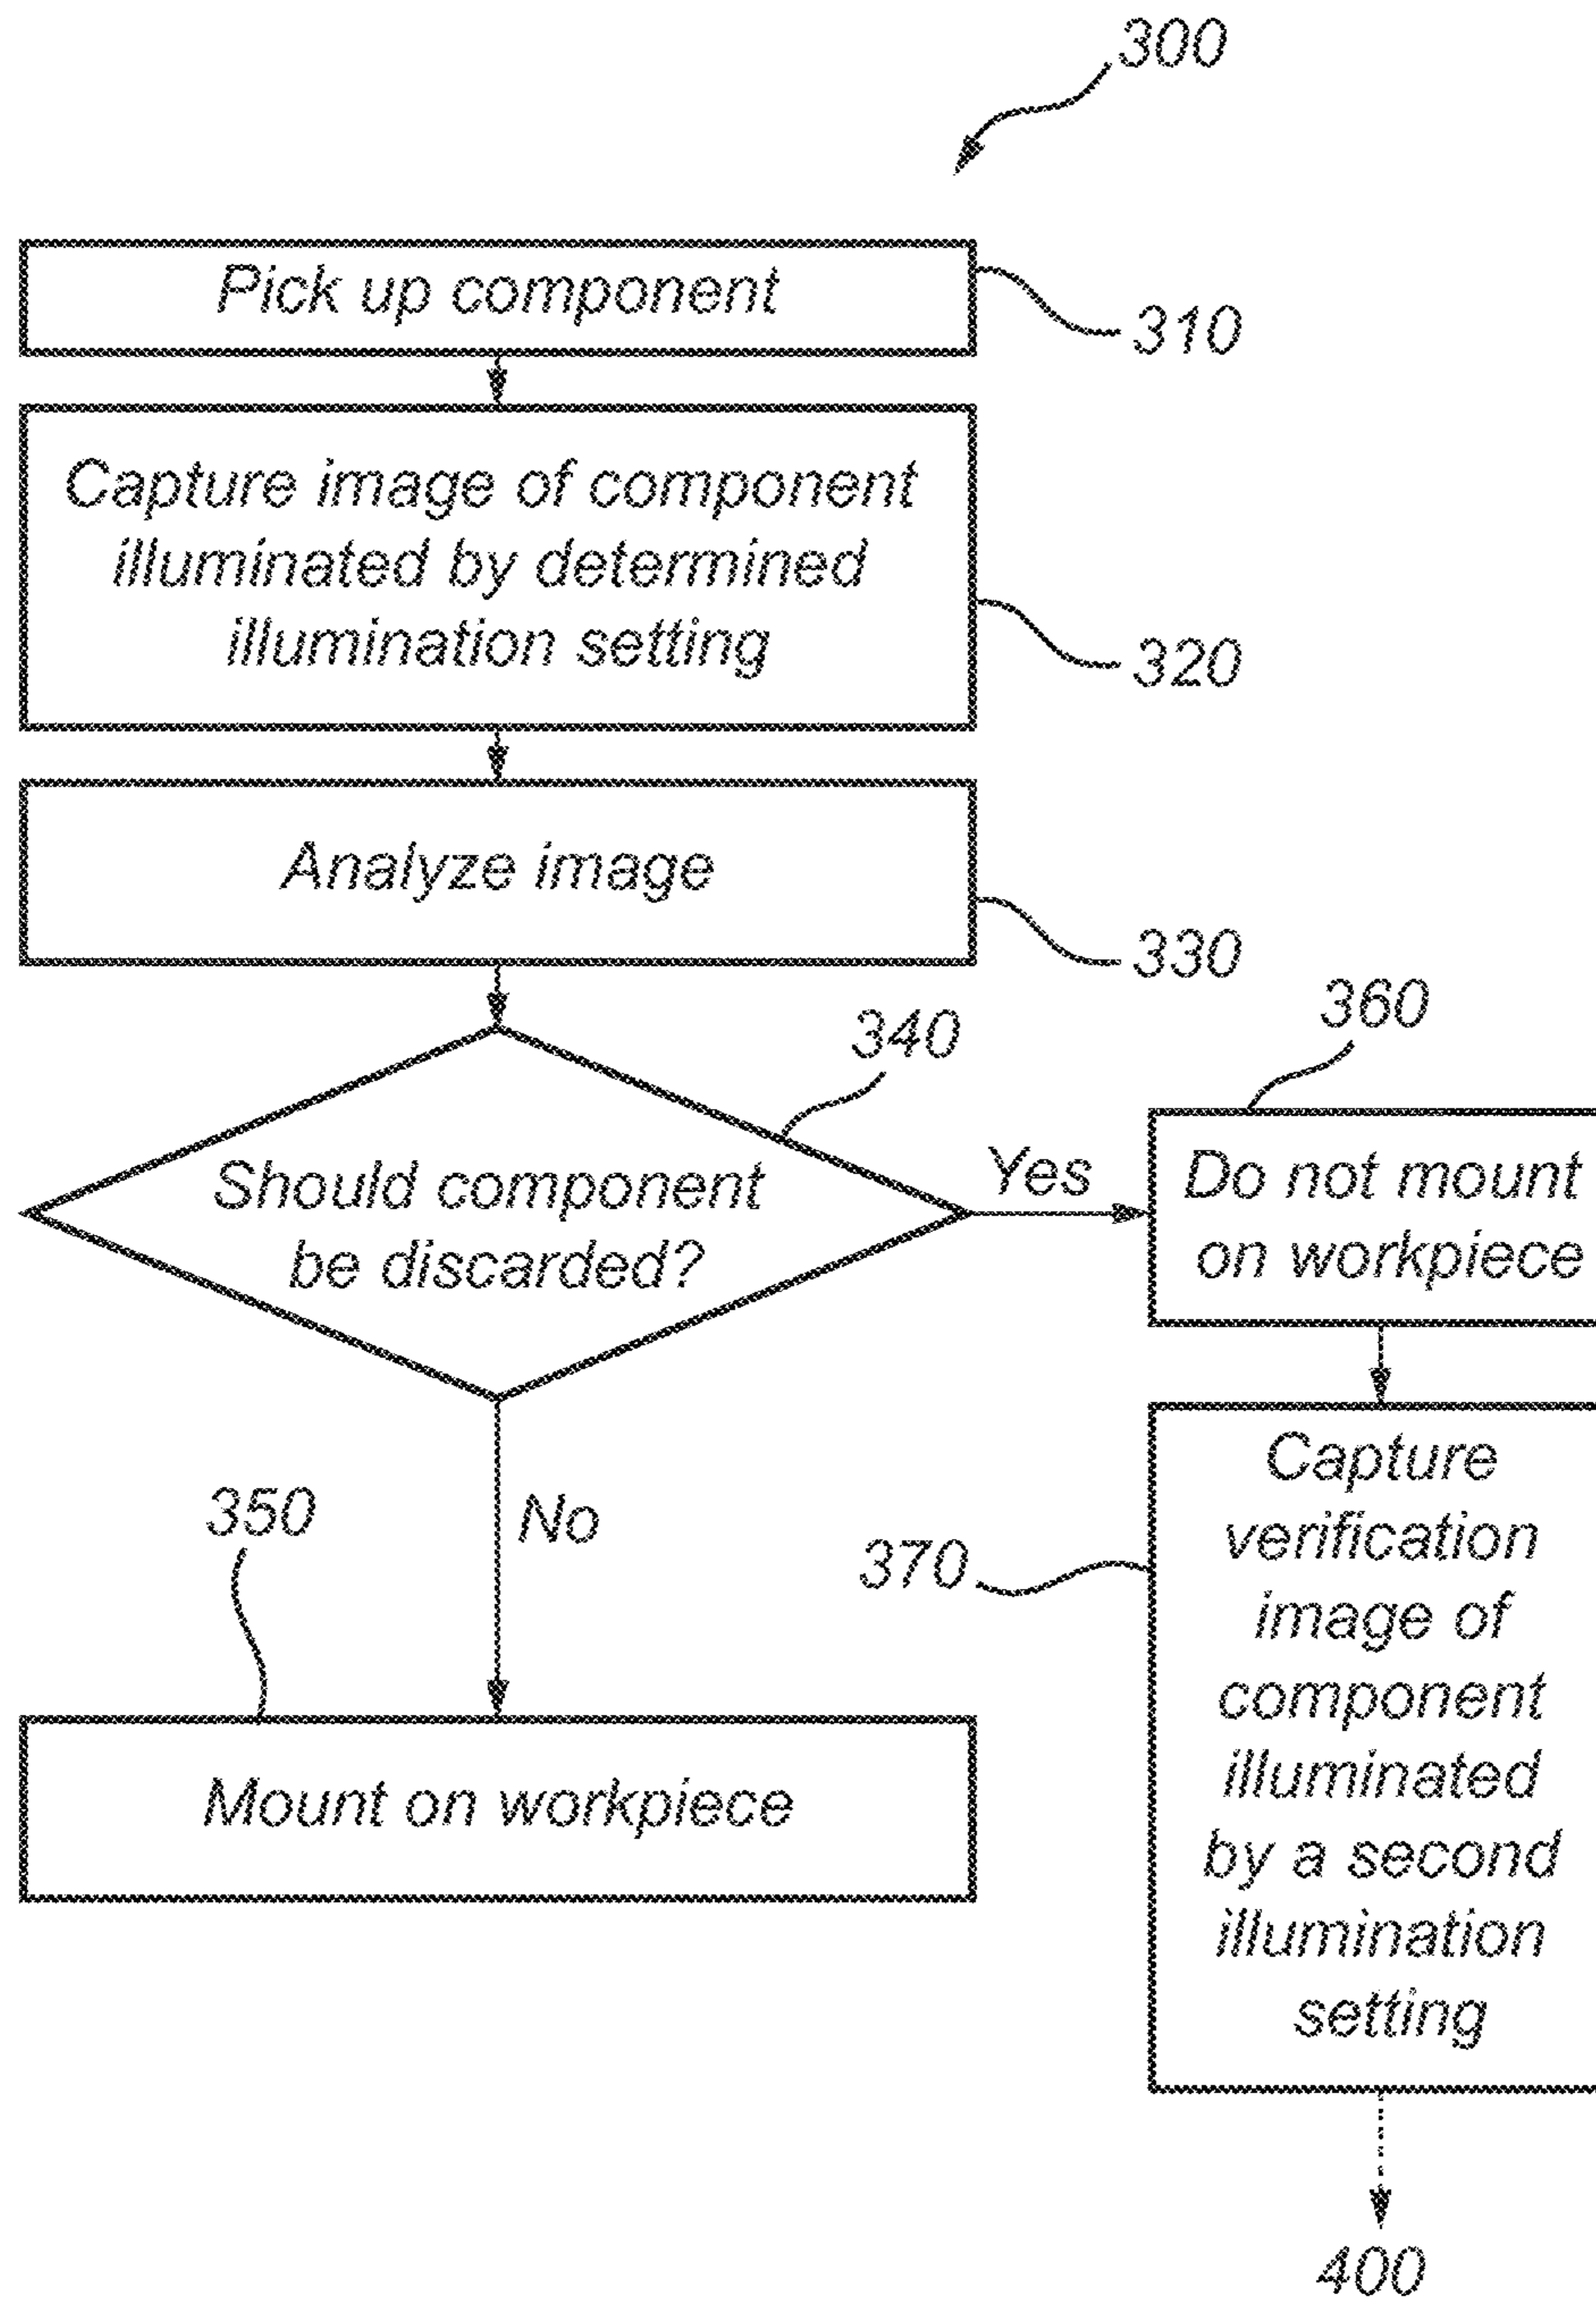 300
Pick up component
310
Capture image of component
illuminated by determined
illumination setting
320
Analyze image
330
340
360
Should component
be discarded?
Yes
Do not mount
on workpiece
350
No
370
Capture
verification
image of
component
illuminated
by a second
illumination
setting
Mount on workpiece
400